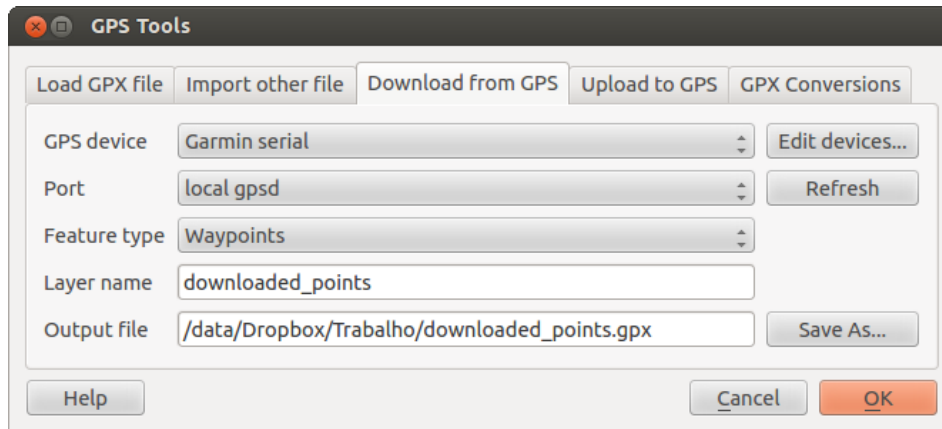 GPS Tools
Load GPX file Import other file Download from GPS Upload to GPS GPX Conversions
GPS device Garmin serial Edit devices...
Port local gpsd Refresh
Feature type Waypoints
Layer name downloaded_points
Output file /data/Dropbox/Trabalho/downloaded_points.gpx Save As...
Help Cancel OK